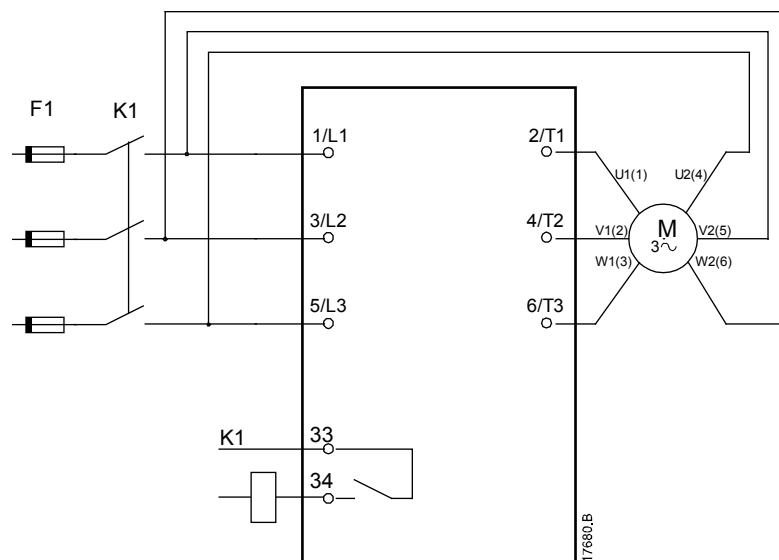 F1 K1
1/L1 2/T1
U1(1) U2(4)
3/L2 4/T2 V1(2) M V2(5)
3~
W1(3) W2(6)
5/L3 6/T3
K1 33
34
17680.B